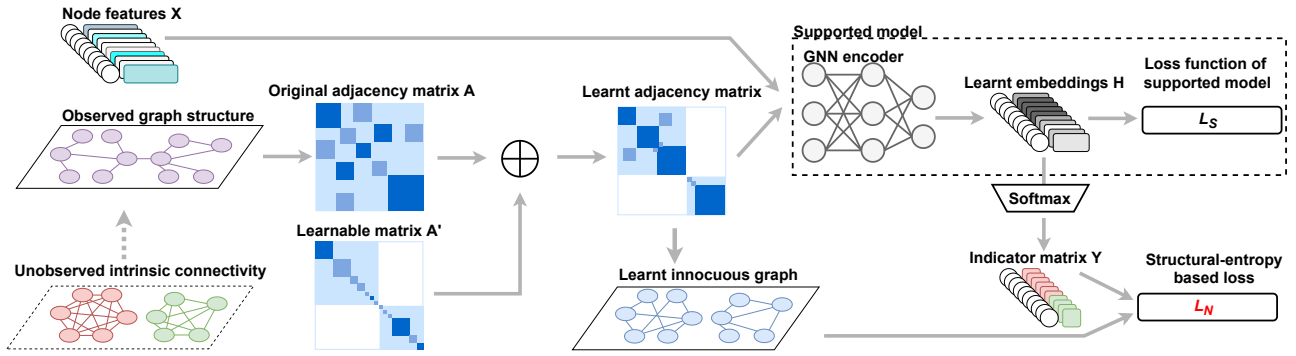 Node features X
Observed graph structure
Unobserved intrinsic connectivity
Original adjacency matrix A
Learnable matrix A'
Learnt adjacency matrix
Learnt innocuous graph
Supported model
GNN encoder
Learnt embeddings H
Loss function of
supported model
L_S
Softmax
Indicator matrix Y
Structural-entropy
based loss
L_N